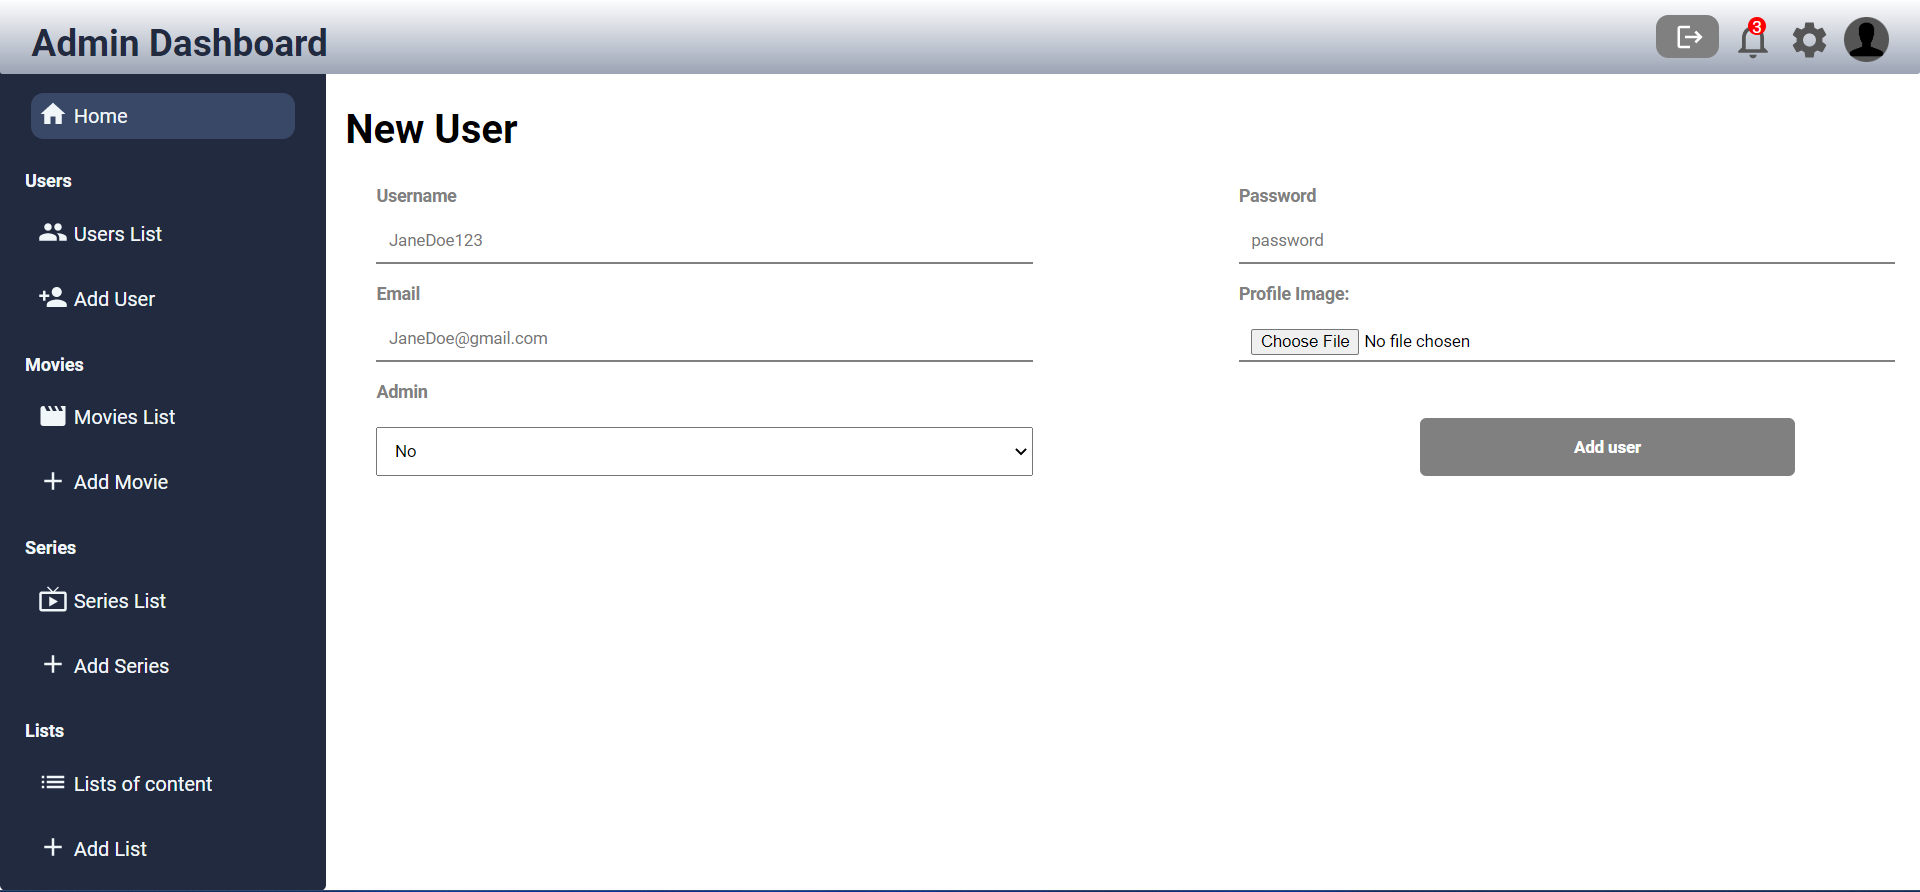 Admin Dashboard
3
Home
Users
Users List
Add User
Movies
Movies List
Add Movie
Series
Series List
Add Series
Lists
Lists of content
Add List
New User
Username
JaneDoe123
Password
password
Email
JaneDoe@gmail.com
Profile Image:
Choose File No file chosen
Admin
No
Add user